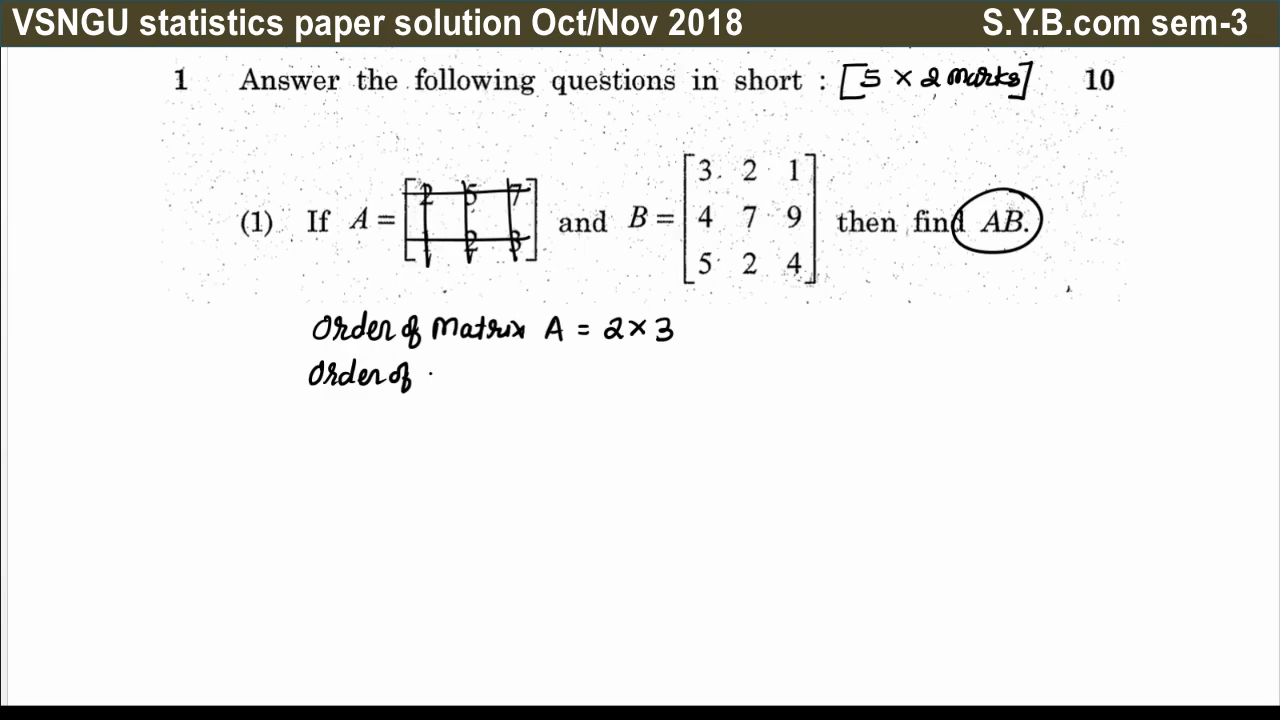 VSNGU statistics paper solution Oct/Nov 2018 S.Y.B.com sem-3
1 Answer the following questions in short : [5 × 2 marks] 10
(1) If A = [2 5 7; 1 2 3] and B = [3 2 1; 4 7 9; 5 2 4] then find AB.
Order of Matrix A = 2 × 3
Order of